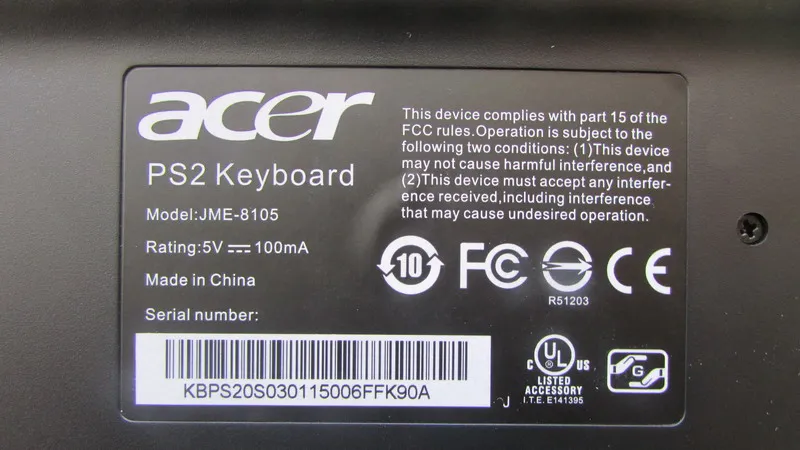 acer
PS2 Keyboard
Model:JME-8105
Rating:5V ⎓ 100mA
Made in China
Serial number:
KBPS20S030115006FFK90A
This device complies with part 15 of the
FCC rules.Operation is subject to the
following two conditions: (1)This device
may not cause harmful interference,and
(2)This device must accept any interfer-
ence received,including interference
that may cause undesired operation.
10 FC CE
R51203
J
C UL US
®
LISTED
ACCESSORY
I.T.E. E141395
G